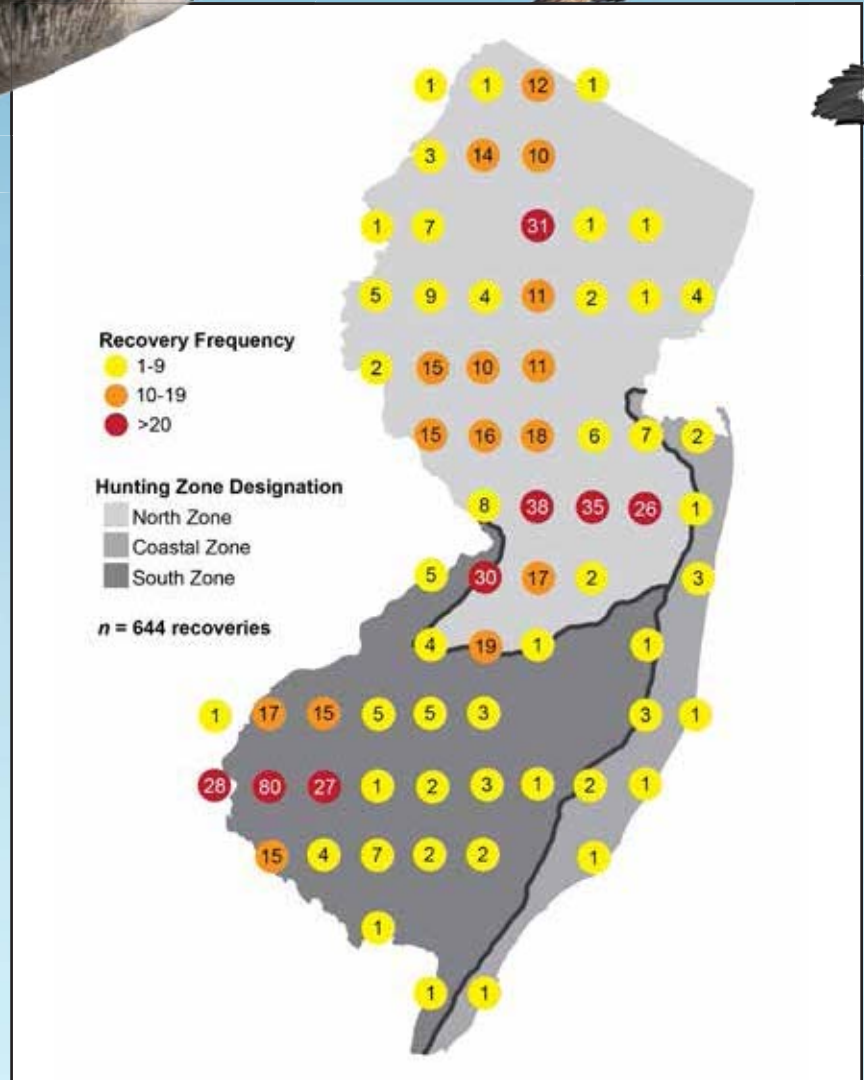 1 1 12 1
3 14 10
1 7 31 1 1
5 9 4 11 2 1 4
Recovery Frequency
1-9
10-19
>20
2 15 10 11
15 16 18 6 7 2
Hunting Zone Designation
North Zone
Coastal Zone
South Zone
8 38 35 26 1
5 30 17 2 3
n = 644 recoveries
4 19 1 1
1 17 15 5 5 3 3 1
28 80 27 1 2 3 1 2 1
15 4 7 2 2 1
1
1 1